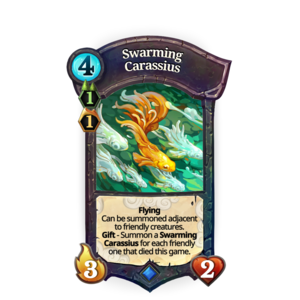 Swarming
Carassius
4
1
1
Flying
Can be summoned adjacent
to friendly creatures.
Gift - Summon a Swarming
Carassius for each friendly
one that died this game.
3
2